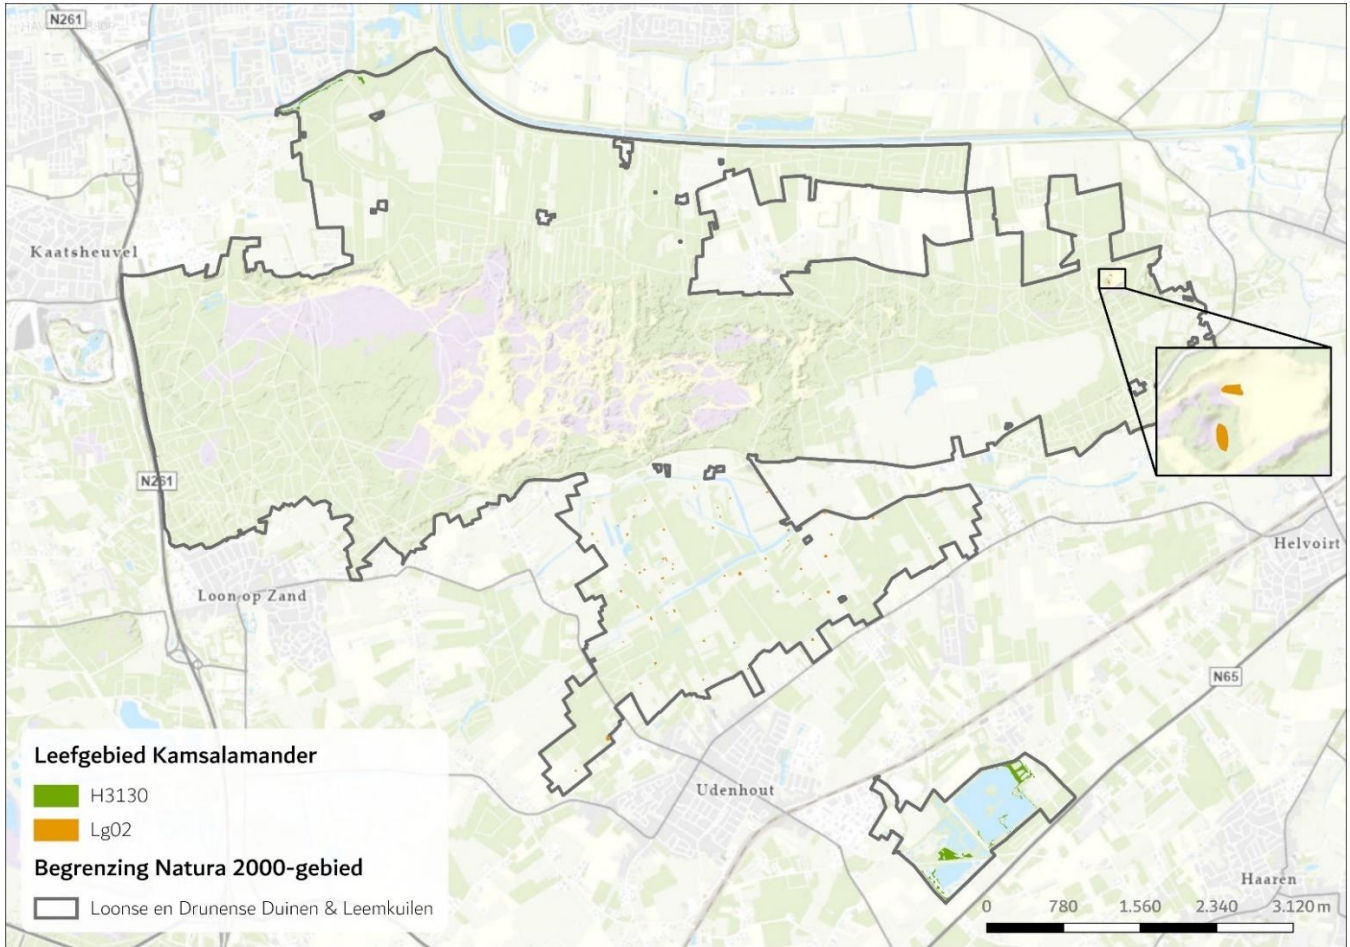 N261
Kaatsheuvel
N261
Loon op Zand
Helvoirt
N65
Udenhout
Haaren
Leefgebied Kamsalamander
H3130
Lg02
Begrenzing Natura 2000-gebied
Loonse en Drunense Duinen & Leemkuilen
0 780 1.560 2.340 3.120 m